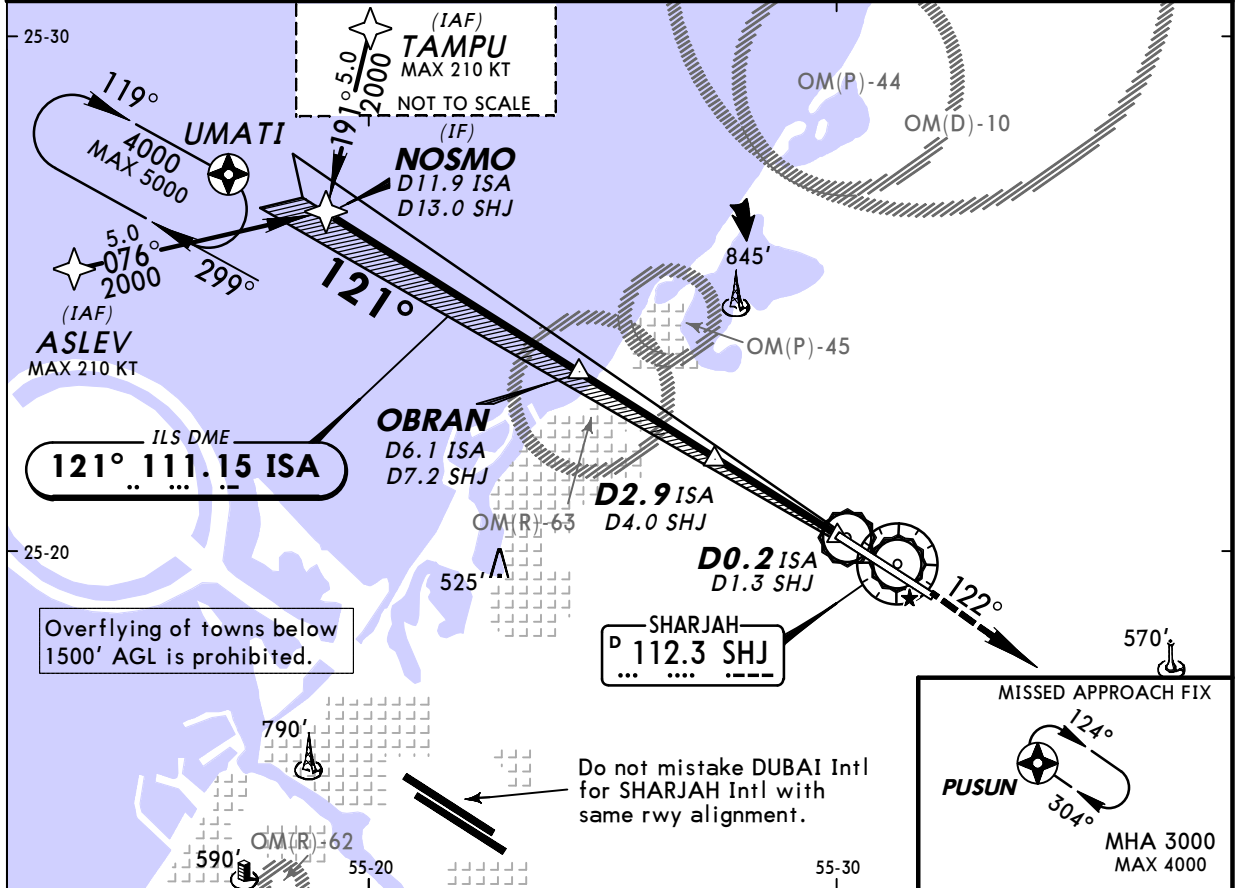 25-30
(IAF)
TAMPU
MAX 210 KT
NOT TO SCALE
191° 5.0
2000
OM(P)-44
OM(D)-10
119°
4000
MAX 5000
UMATI
(IF)
NOSMO
D11.9 ISA
D13.0 SHJ
5.0
076°
2000
299°
(IAF)
ASLEV
MAX 210 KT
121°
845'
OM(P)-45
OBRAN
D6.1 ISA
D7.2 SHJ
ILS DME
121° 111.15 ISA
OM(R)-63
D2.9 ISA
D4.0 SHJ
25-20
525'
D0.2 ISA
D1.3 SHJ
122°
Overflying of towns below
1500' AGL is prohibited.
SHARJAH
D 112.3 SHJ
570'
MISSED APPROACH FIX
124°
PUSUN
304°
MHA 3000
MAX 4000
790'
Do not mistake DUBAI Intl
for SHARJAH Intl with
same rwy alignment.
OM(R)-62
590'
55-20
55-30